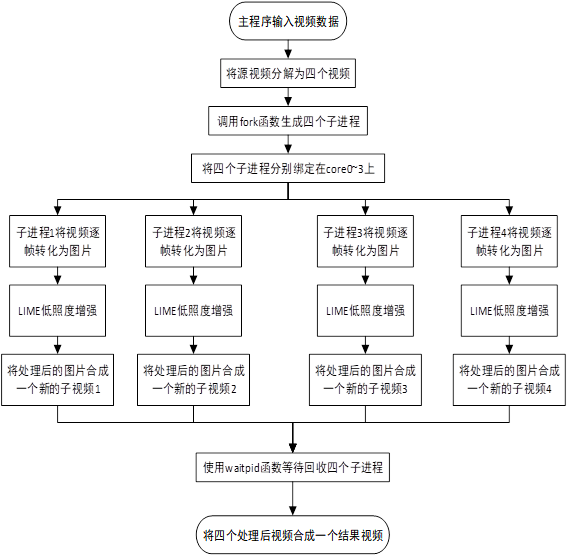 主程序输入视频数据
将源视频分解为四个视频
调用fork函数生成四个子进程
将四个子进程分别绑定在core0~3上
子进程1将视频逐
帧转化为图片
子进程2将视频逐
帧转化为图片
子进程3将视频逐
帧转化为图片
子进程4将视频逐
帧转化为图片
LIME低照度增强
LIME低照度增强
LIME低照度增强
LIME低照度增强
将处理后的图片合成
一个新的子视频1
将处理后的图片合成
一个新的子视频2
将处理后的图片合成
一个新的子视频3
将处理后的图片合成
一个新的子视频4
使用waitpid函数等待回收四个子进程
将四个处理后视频合成一个结果视频